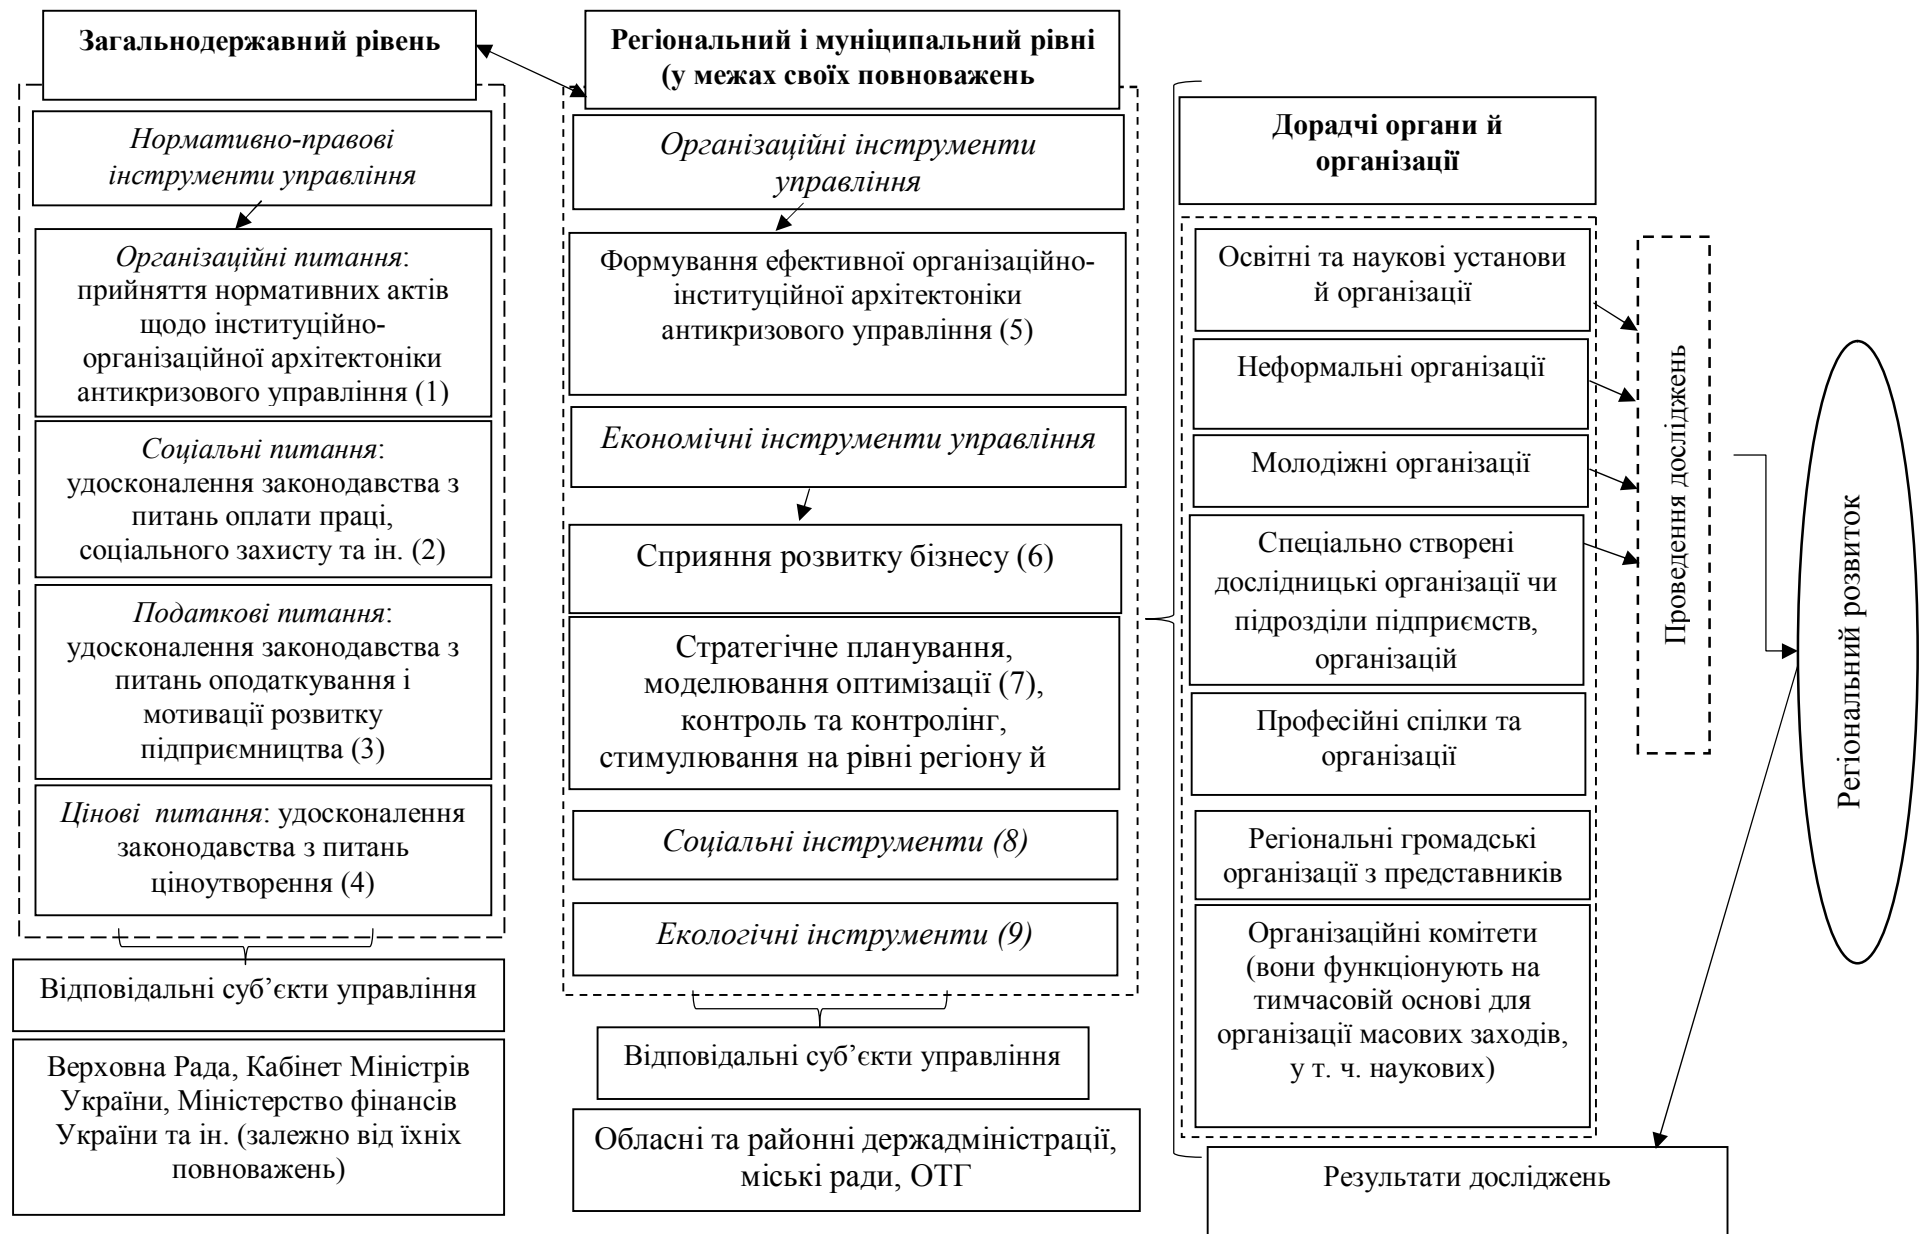 Загальнодержавний рівень
Нормативно-правові
інструменти управління
Організаційні питання:
прийняття нормативних актів
щодо інституційно-
організаційної архітектоніки
антикризового управління (1)
Соціальні питання:
удосконалення законодавства з
питань оплати праці,
соціального захисту та ін. (2)
Податкові питання:
удосконалення законодавства з
питань оподаткування і
мотивації розвитку
підприємництва (3)
Цінові питання: удосконалення
законодавства з питань
ціноутворення (4)
Відповідальні суб’єкти управління
Верховна Рада, Кабінет Міністрів
України, Міністерство фінансів
України та ін. (залежно від їхніх
повноважень)
Регіональний і муніципальний рівні
(у межах своїх повноважень
Організаційні інструменти
управління
Формування ефективної організаційно-
інституційної архітектоніки
антикризового управління (5)
Економічні інструменти управління
Сприяння розвитку бізнесу (6)
Стратегічне планування,
моделювання оптимізації (7),
контроль та контролінг,
стимулювання на рівні регіону й
Соціальні інструменти (8)
Екологічні інструменти (9)
Відповідальні суб’єкти управління
Обласні та районні держадміністрації,
міські ради, ОТГ
Дорадчі органи й
організації
Освітні та наукові установи
й організації
Неформальні організації
Молодіжні організації
Спеціально створені
дослідницькі організації чи
підрозділи підприємств,
організацій
Професійні спілки та
організації
Регіональні громадські
організації з представників
Організаційні комітети
(вони функціонують на
тимчасовій основі для
організації масових заходів,
у т. ч. наукових)
Результати досліджень
Проведення досліджень
Регіональний розвиток